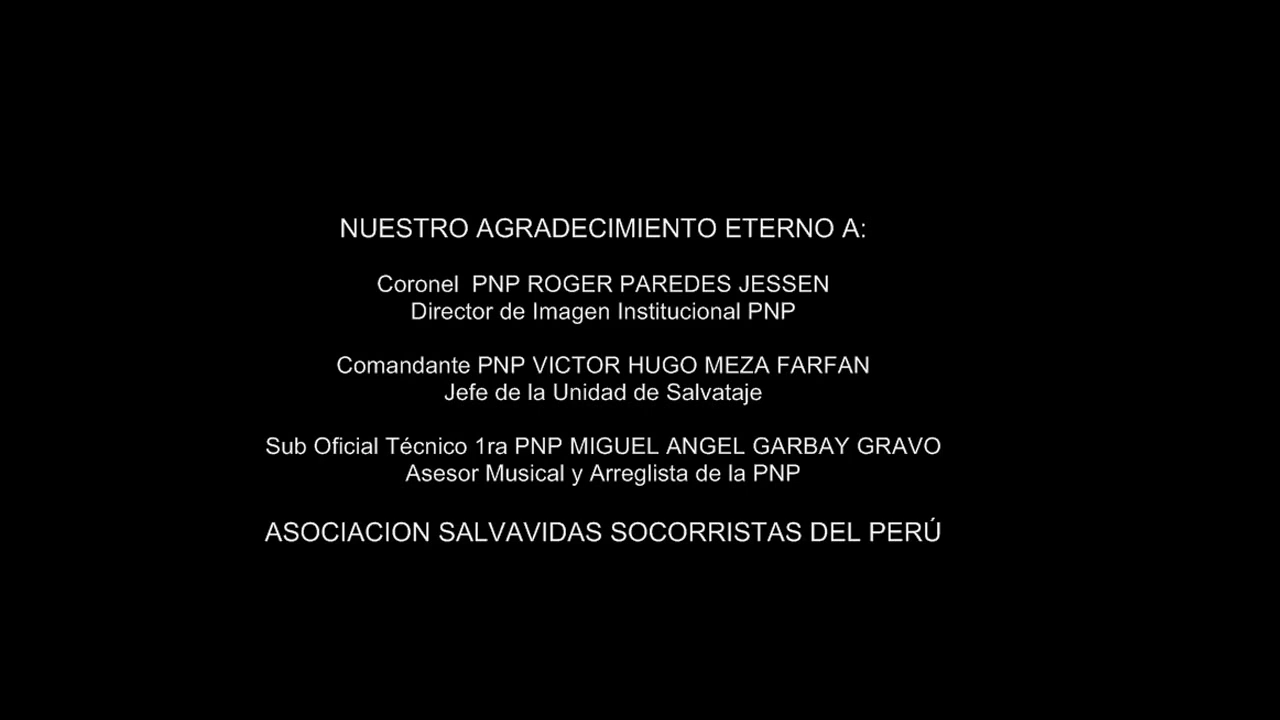 NUESTRO AGRADECIMIENTO ETERNO A:
Coronel PNP ROGER PAREDES JESSEN
Director de Imagen Institucional PNP
Comandante PNP VICTOR HUGO MEZA FARFAN
Jefe de la Unidad de Salvataje
Sub Oficial Técnico 1ra PNP MIGUEL ANGEL GARBAY GRAVO
Asesor Musical y Arreglista de la PNP
ASOCIACION SALVAVIDAS SOCORRISTAS DEL PERÚ